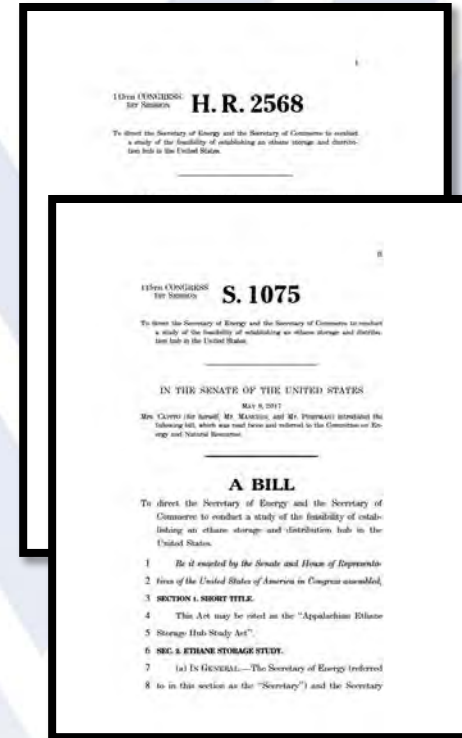 I
115TH CONGRESS
1ST SESSION
H. R. 2568
To direct the Secretary of Energy and the Secretary of Commerce to conduct
a study of the feasibility of establishing an ethane storage and distribu-
tion hub in the United States.
II
115TH CONGRESS
1ST SESSION
S. 1075
To direct the Secretary of Energy and the Secretary of Commerce to conduct
a study of the feasibility of establishing an ethane storage and distribu-
tion hub in the United States.
IN THE SENATE OF THE UNITED STATES
MAY 9, 2017
Mrs. CAPITO (for herself, Mr. MANCHIN, and Mr. PORTMAN) introduced the
following bill; which was read twice and referred to the Committee on En-
ergy and Natural Resources
A BILL
To direct the Secretary of Energy and the Secretary of
Commerce to conduct a study of the feasibility of estab-
lishing an ethane storage and distribution hub in the
United States.
1 Be it enacted by the Senate and House of Representa-
2 tives of the United States of America in Congress assembled,
3 SECTION 1. SHORT TITLE.
4 This Act may be cited as the “Appalachian Ethane
5 Storage Hub Study Act”.
6 SEC. 2. ETHANE STORAGE STUDY.
7 (a) IN GENERAL.—The Secretary of Energy (referred
8 to in this section as the “Secretary”) and the Secretary